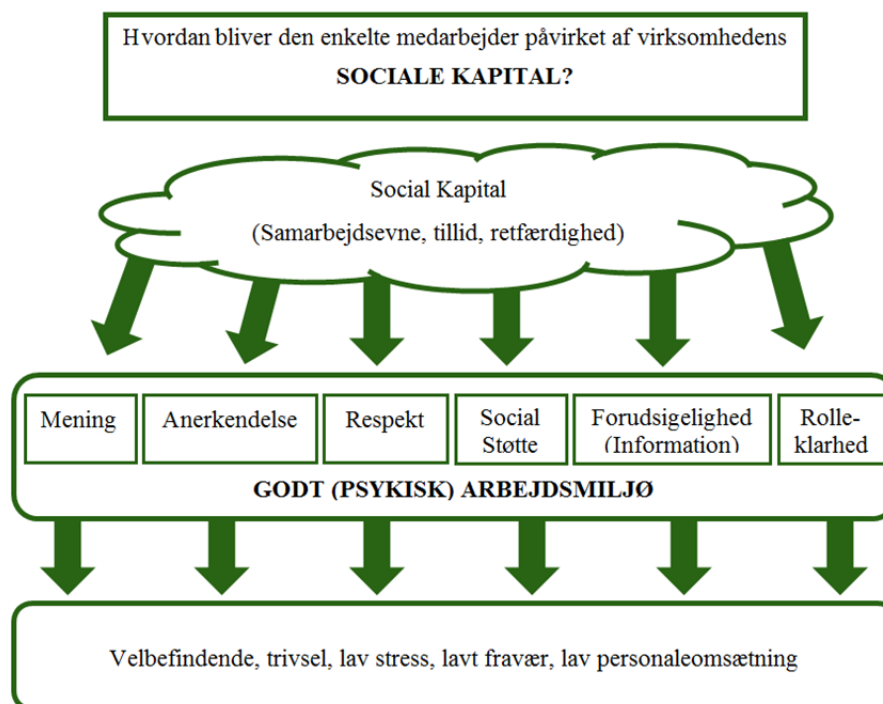 Hvordan bliver den enkelte medarbejder påvirket af virksomhedens
SOCIALE KAPITAL?
Social Kapital
(Samarbejdsevne, tillid, retfærdighed)
Mening
Anerkendelse
Respekt
Social
Støtte
Forudsigelighed
(Information)
Rolle-
klarhed
GODT (PSYKISK) ARBEJDSMILJØ
Velbefindende, trivsel, lav stress, lavt fravær, lav personaleomsætning